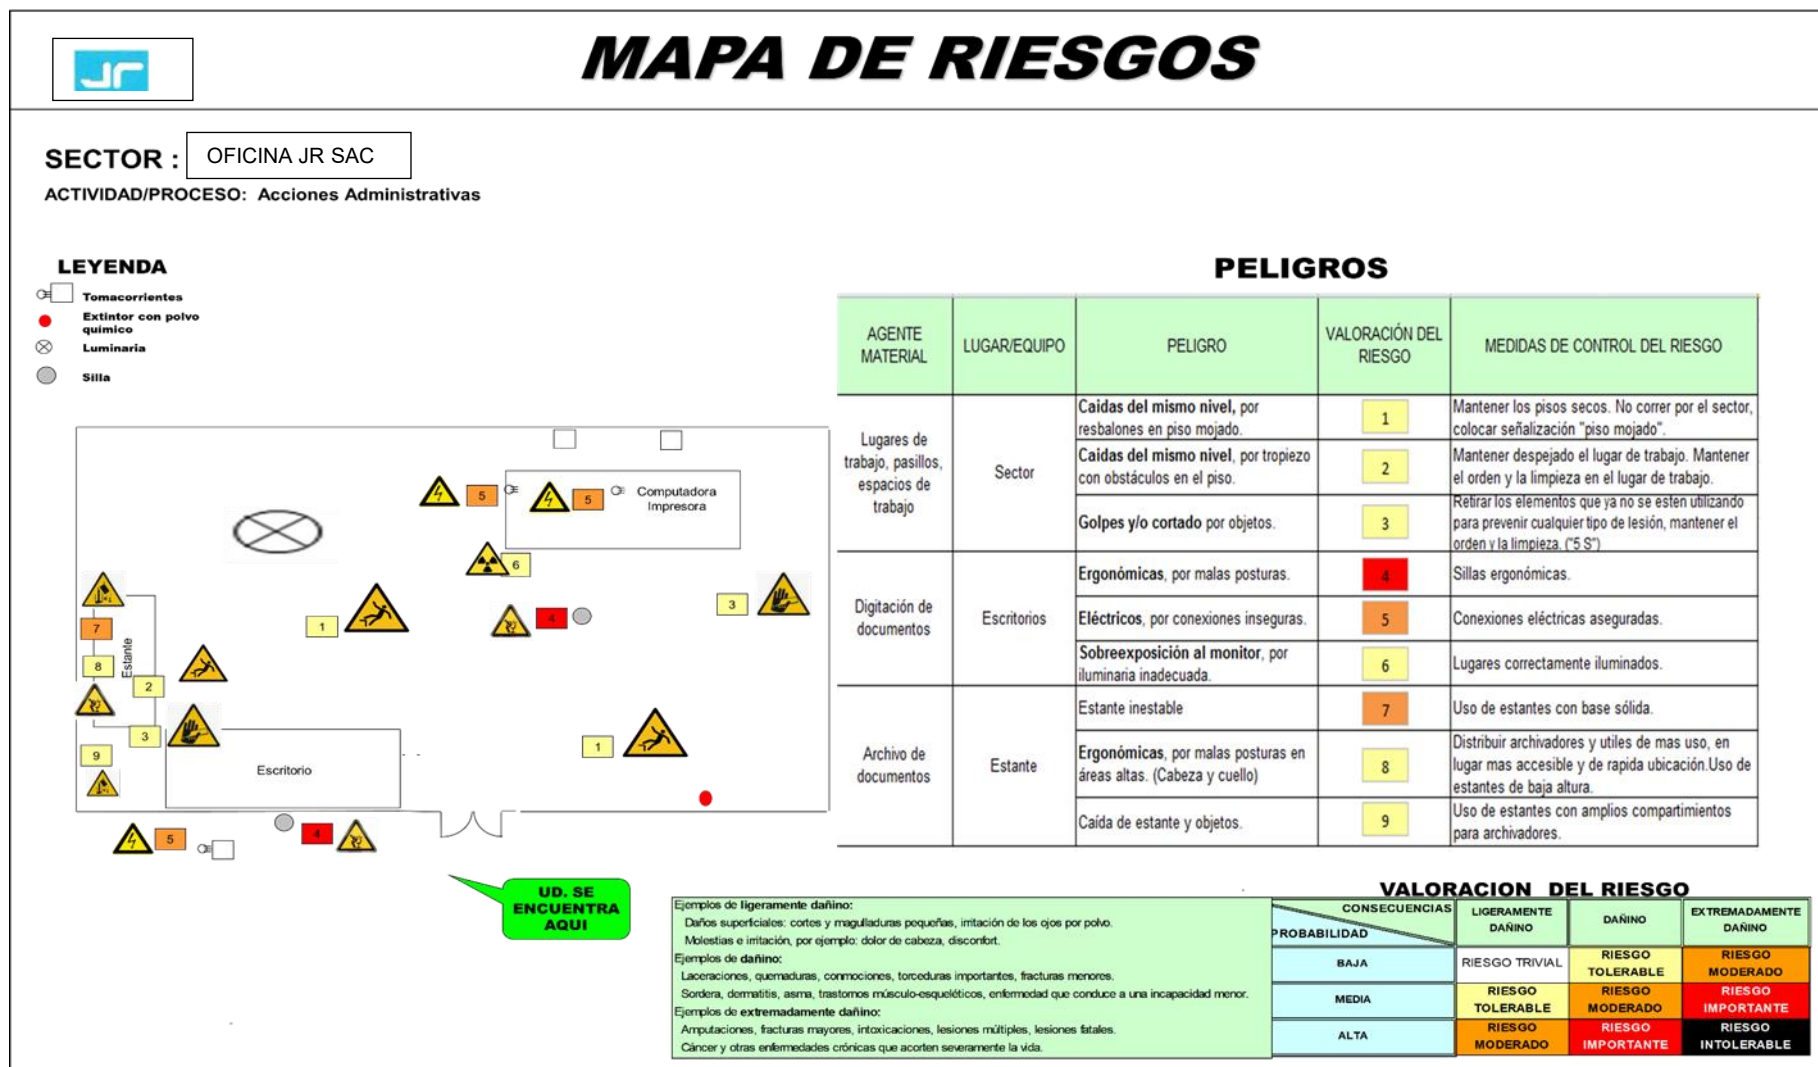 jr
MAPA DE RIESGOS
SECTOR :
OFICINA JR SAC
ACTIVIDAD/PROCESO: Acciones Administrativas
LEYENDA
Tomacorrientes
Extintor con polvo
químico
Luminaria
Silla
5
5
Computadora
Impresora
6
7
1
4
3
8
Estante
2
3
9
1
Escritorio
5
4
UD. SE
ENCUENTRA
AQUI
PELIGROS
AGENTE
MATERIAL
LUGAR/EQUIPO
PELIGRO
VALORACIÓN DEL
RIESGO
MEDIDAS DE CONTROL DEL RIESGO
Lugares de
trabajo, pasillos,
espacios de
trabajo
Sector
Caidas del mismo nivel, por
resbalones en piso mojado.
1
Mantener los pisos secos. No correr por el sector,
colocar señalización "piso mojado".
Caidas del mismo nivel, por tropiezo
con obstáculos en el piso.
2
Mantener despejado el lugar de trabajo. Mantener
el orden y la limpieza en el lugar de trabajo.
Golpes y/o cortado por objetos.
3
Retirar los elementos que ya no se esten utilizando
para prevenir cualquier tipo de lesión, mantener el
orden y la limpieza. ("5 S")
Digitación de
documentos
Escritorios
Ergonómicas, por malas posturas.
4
Sillas ergonómicas.
Eléctricos, por conexiones inseguras.
5
Conexiones eléctricas aseguradas.
Sobreexposición al monitor, por
iluminaria inadecuada.
6
Lugares correctamente iluminados.
Archivo de
documentos
Estante
Estante inestable
7
Uso de estantes con base sólida.
Ergonómicas, por malas posturas en
áreas altas. (Cabeza y cuello)
8
Distribuir archivadores y utiles de mas uso, en
lugar mas accesible y de rapida ubicación.Uso de
estantes de baja altura.
Caída de estante y objetos.
9
Uso de estantes con amplios compartimientos
para archivadores.
Ejemplos de ligeramente dañino:
Daños superficiales: cortes y magulladuras pequeñas, irritación de los ojos por polvo.
Molestias e irritación, por ejemplo: dolor de cabeza, disconfort.
Ejemplos de dañino:
Laceraciones, quemaduras, conmociones, torceduras importantes, fracturas menores.
Sordera, dermatitis, asma, trastornos músculo-esqueléticos, enfermedad que conduce a una incapacidad menor.
Ejemplos de extremadamente dañino:
Amputaciones, fracturas mayores, intoxicaciones, lesiones múltiples, lesiones fatales.
Cáncer y otras enfermedades crónicas que acorten severamente la vida.
VALORACION DEL RIESGO
CONSECUENCIAS
PROBABILIDAD
LIGERAMENTE
DAÑINO
DAÑINO
EXTREMADAMENTE
DAÑINO
BAJA
RIESGO TRIVIAL
RIESGO
TOLERABLE
RIESGO
MODERADO
MEDIA
RIESGO
TOLERABLE
RIESGO
MODERADO
RIESGO
IMPORTANTE
ALTA
RIESGO
MODERADO
RIESGO
IMPORTANTE
RIESGO
INTOLERABLE